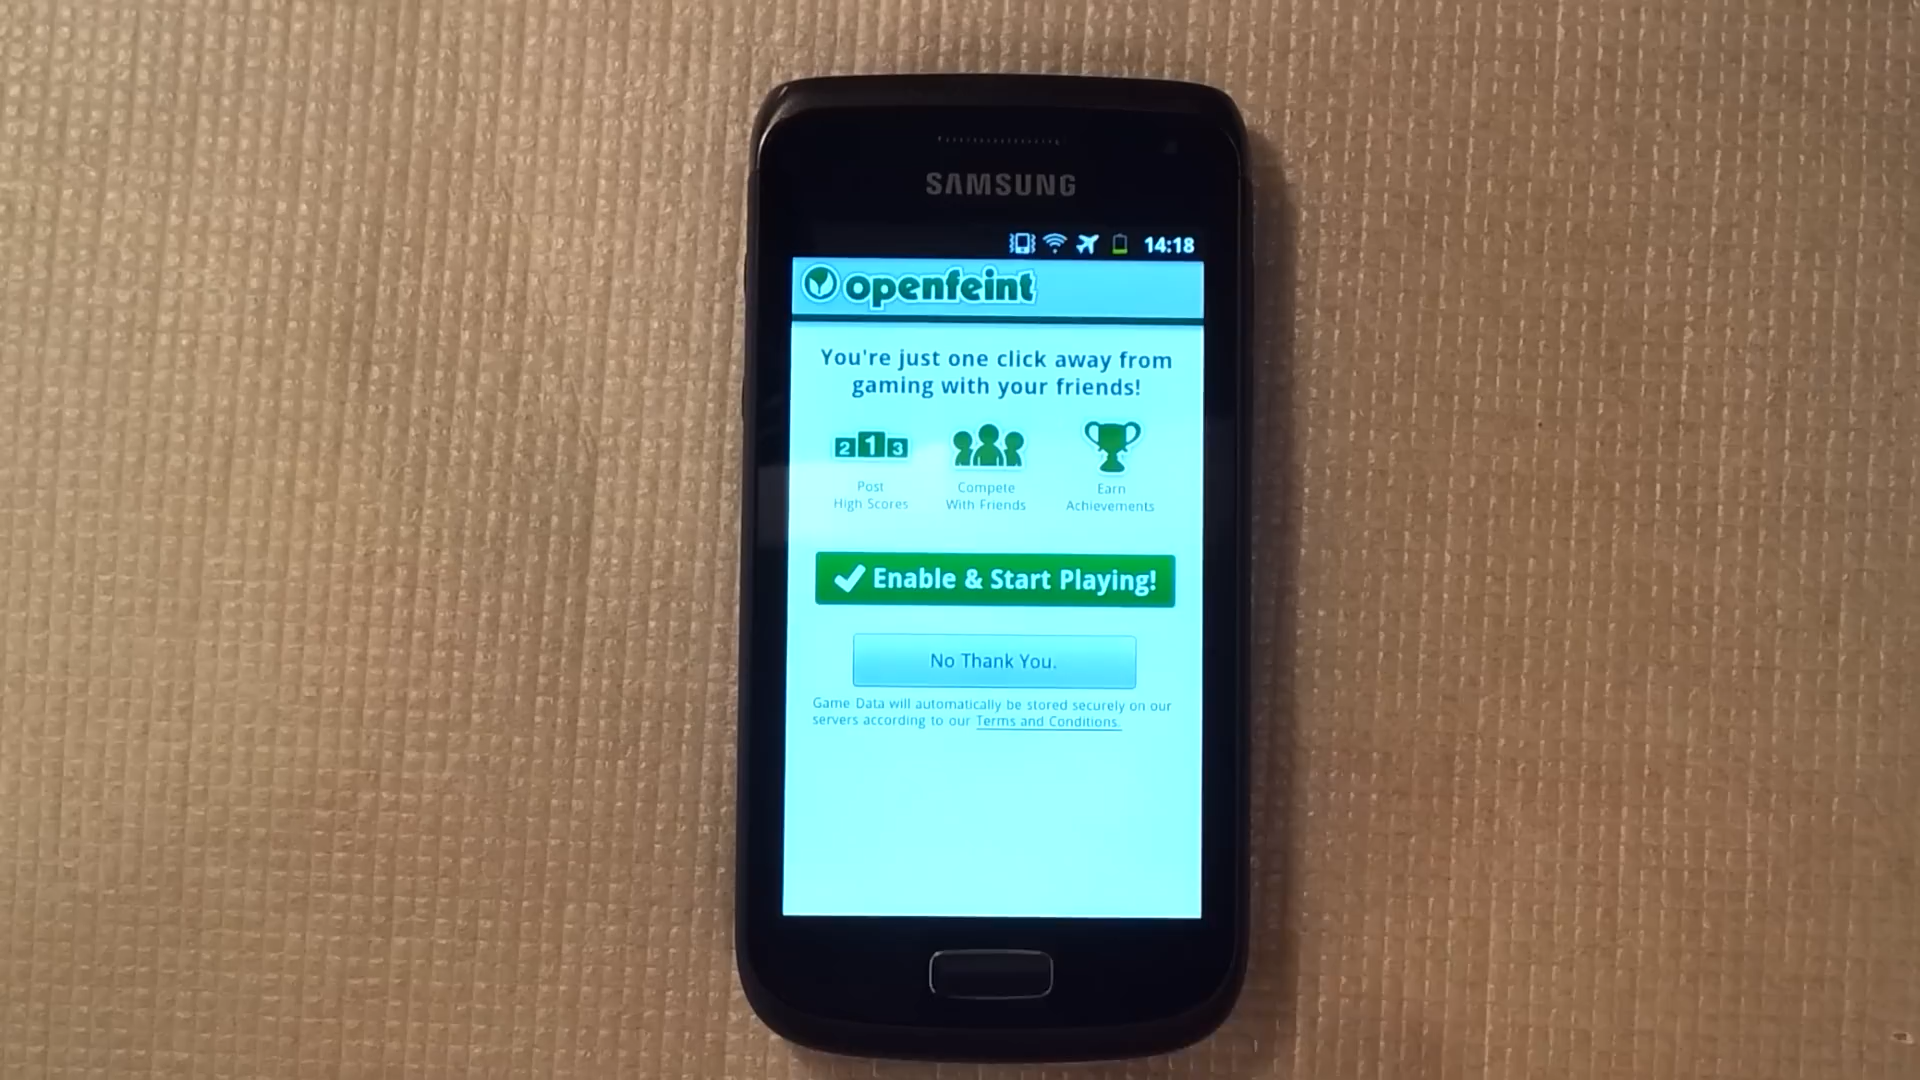 SAMSUNG
14:18
openfeint
You're just one click away from
gaming with your friends!
2 1 3
Post
High Scores
Compete
With Friends
Earn
Achievements
Enable & Start Playing!
No Thank You.
Game Data will automatically be stored securely on our
servers according to our Terms and Conditions.